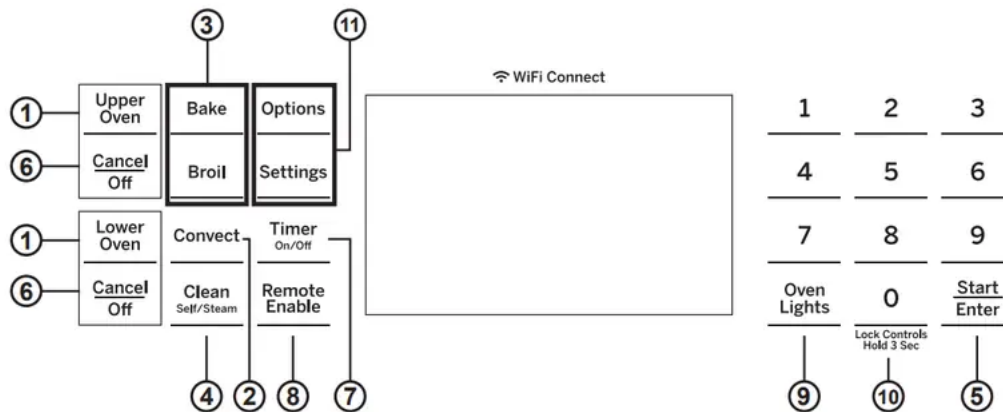 ③ ⑪
WiFi Connect
① Upper Oven Bake Options 1 2 3
⑥ Cancel Off Broil Settings 4 5 6
① Lower Oven Convect Timer On/Off 7 8 9
⑥ Cancel Off Clean Self/Steam Remote Enable Oven Lights 0 Start Enter
Lock Controls
Hold 3 Sec
④ ② ⑧ ⑦ ⑨ ⑩ ⑤